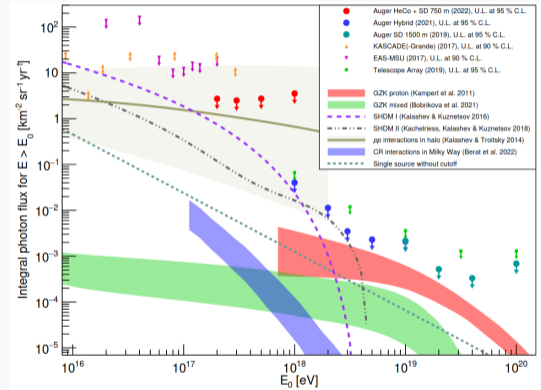 Integral photon flux for E > E₀ [km⁻² sr⁻¹ yr⁻¹]
10²
10
1
10⁻¹
10⁻²
10⁻³
10⁻⁴
10⁻⁵
Auger HeCo + SD 750 m (2022), U.L. at 95 % C.L.
Auger Hybrid (2021), U.L. at 95 % C.L.
Auger SD 1500 m (2019), U.L. at 95 % C.L.
KASCADE(-Grande) (2017), U.L. at 90 % C.L.
EAS-MSU (2017), U.L. at 90 % C.L.
Telescope Array (2019), U.L. at 95 % C.L.
GZK proton (Kampert et al. 2011)
GZK mixed (Bobrikova et al. 2021)
SHDM I (Kalashev & Kuznetsov 2016)
SHDM II (Kachelriess, Kalashev & Kuznetsov 2018)
pp interactions in halo (Kalashev & Troitsky 2014)
CR interactions in Milky Way (Berat et al. 2022)
Single source without cutoff
10¹⁶
10¹⁷
10¹⁸
10¹⁹
10²⁰
E₀ [eV]